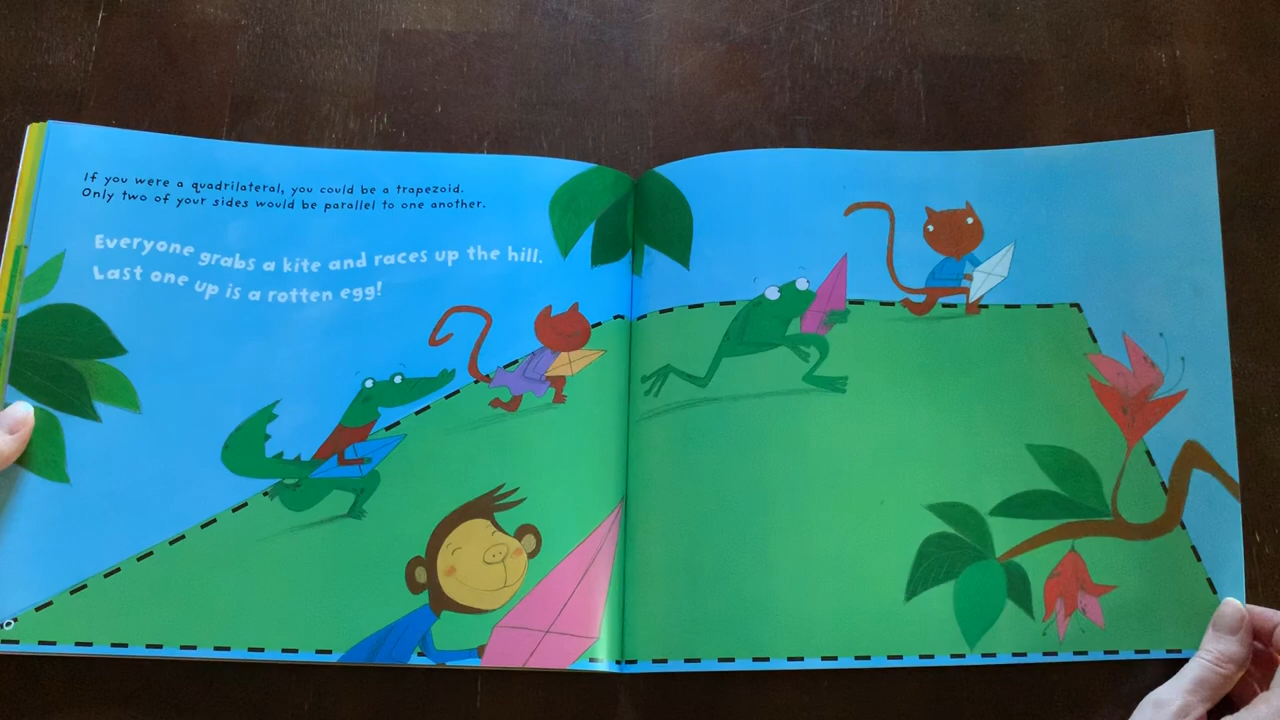 If you were a quadrilateral, you could be a trapezoid.
Only two of your sides would be parallel to one another.
Everyone grabs a kite and races up the hill.
Last one up is a rotten egg!